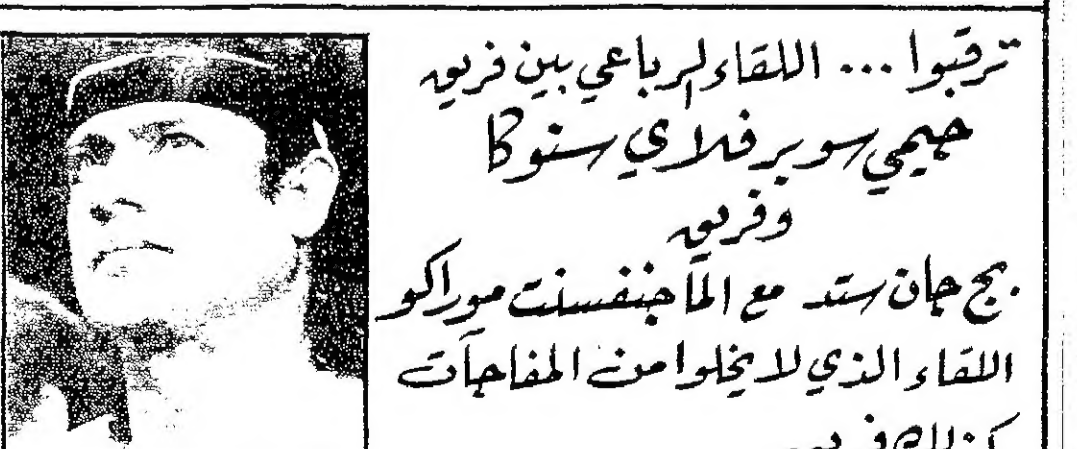 ترقبوا ... اللقاء الرباعي بين فريق
جيمي سوبر فلاي سنوكا
وفريق
بج جان ستد مع الماجنفسنت موراكو
اللقاء الذي لا يخلوا من المفاجآت